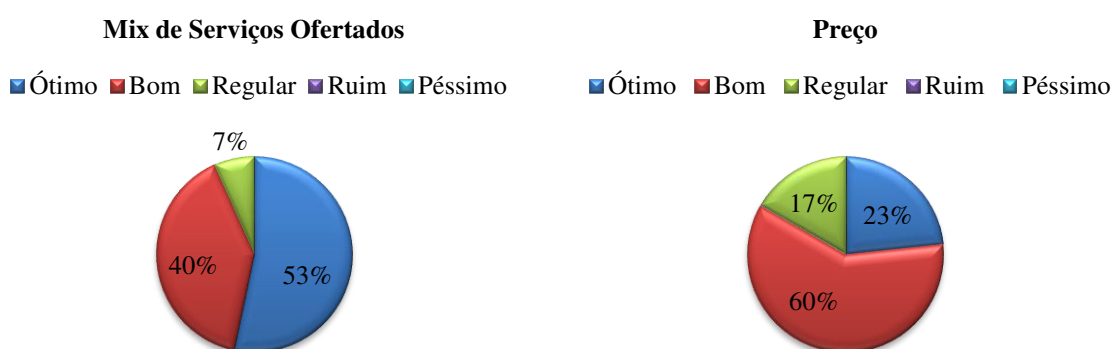 Mix de Serviços Ofertados
Ótimo Bom Regular Ruim Péssimo
7%
40%
53%
Preço
Ótimo Bom Regular Ruim Péssimo
17%
23%
60%